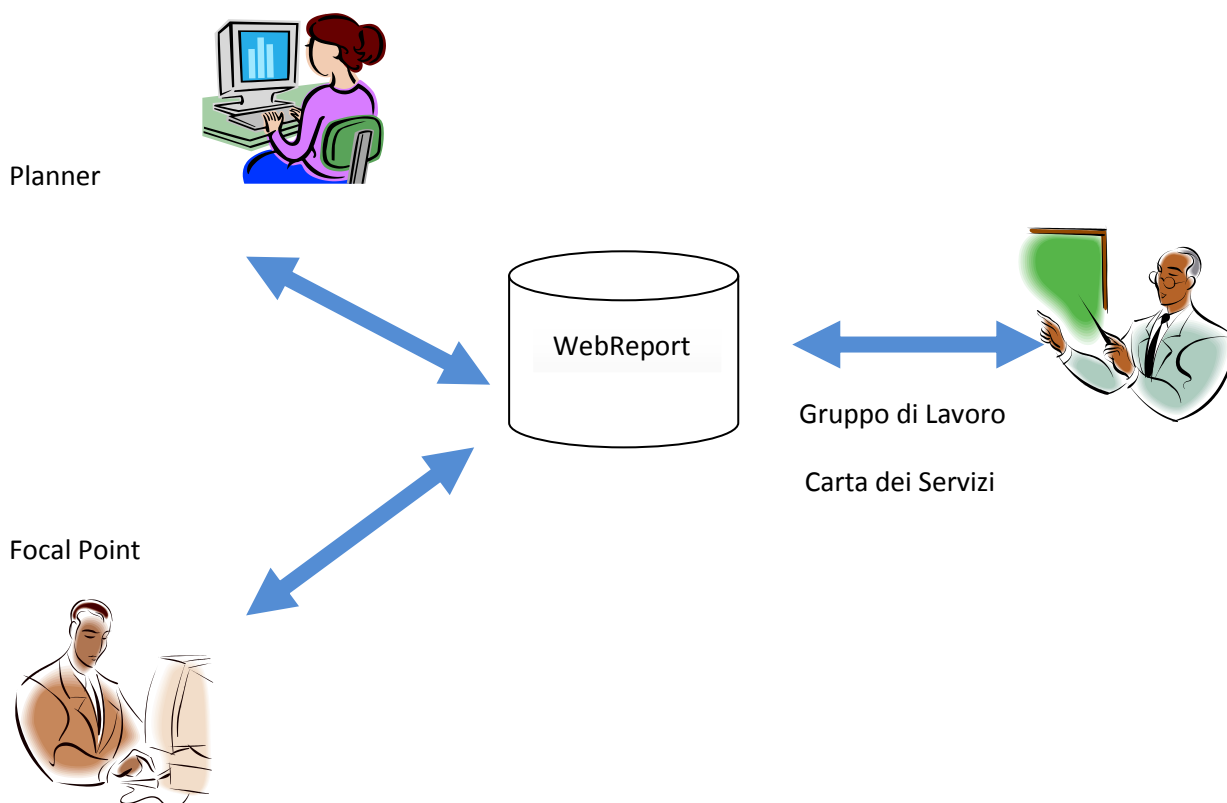 Planner
WebReport
Gruppo di Lavoro
Carta dei Servizi
Focal Point